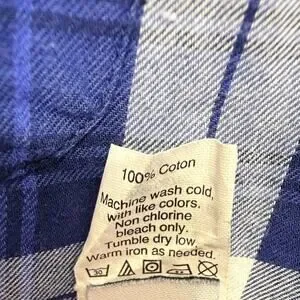 100% Coton
Machine wash cold,
with like colors.
Non chlorine
bleach only.
Tumble dry low
Warm iron as needed.
30